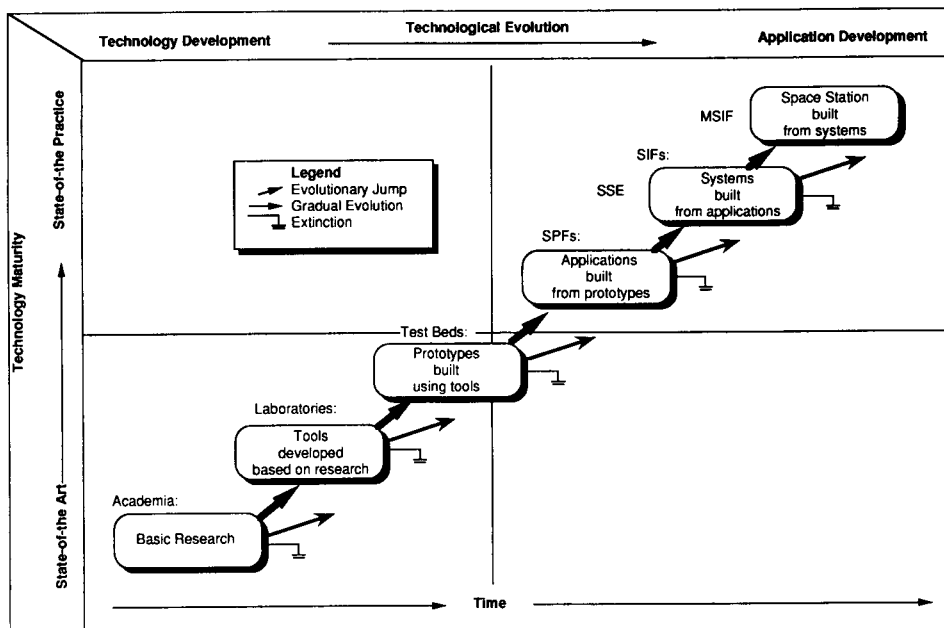 Technology Development
Technological Evolution
Application Development
Technology Maturity
State-of-the Art
State-of-the Practice
MSIF
Space Station
built
from systems
SIFs:
SSE
Systems
built
from applications
Legend
Evolutionary Jump
Gradual Evolution
Extinction
SPFs:
Applications
built
from prototypes
Test Beds:
Prototypes
built
using tools
Laboratories:
Tools
developed
based on research
Academia:
Basic Research
Time